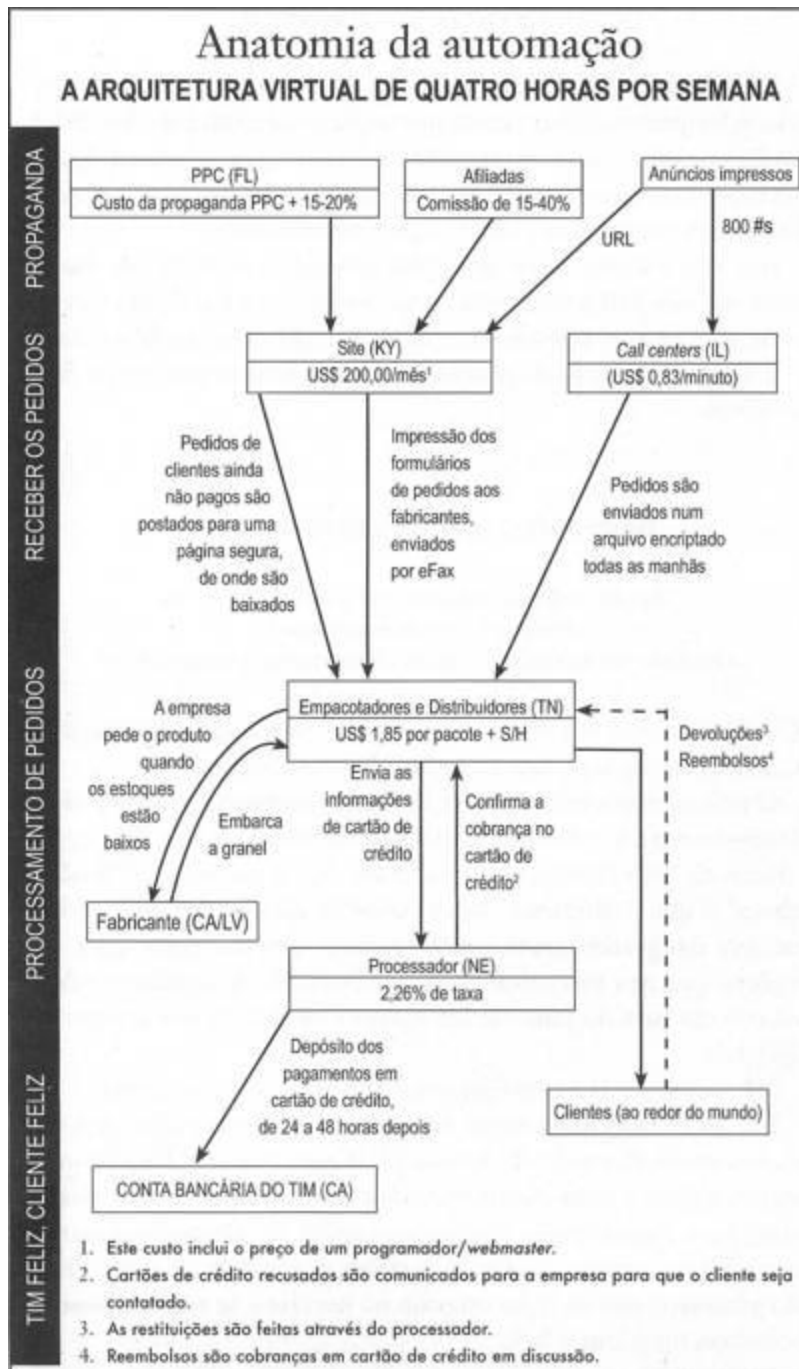 Anatomia da automação
A ARQUITETURA VIRTUAL DE QUATRO HORAS POR SEMANA
PROPAGANDA
PPC (FL)
Custo da propaganda PPC + 15-20%
Afiliadas
Comissão de 15-40%
Anúncios impressos
URL
800 #s
RECEBER OS PEDIDOS
Site (KY)
US$ 200,00/mês¹
Call centers (IL)
(US$ 0,83/minuto)
Pedidos de
clientes ainda
não pagos são
postados para uma
página segura,
de onde são
baixados
Impressão dos
formulários
de pedidos aos
fabricantes,
enviados
por eFax
Pedidos são
enviados num
arquivo encriptado
todas as manhãs
PROCESSAMENTO DE PEDIDOS
Empacotadores e Distribuidores (TN)
US$ 1,85 por pacote + S/H
A empresa
pede o produto
quando
os estoques
estão
baixos
Embarca
a granel
Envia as
informações
de cartão de
crédito
Confirma a
cobrança no
cartão de
crédito²
Devoluções³
Reembolsos⁴
Fabricante (CA/LV)
Processador (NE)
2,26% de taxa
TIM FELIZ, CLIENTE FELIZ
Depósito dos
pagamentos em
cartão de crédito,
de 24 a 48 horas depois
Clientes (ao redor do mundo)
CONTA BANCÁRIA DO TIM (CA)
1. Este custo inclui o preço de um programador/webmaster.
2. Cartões de crédito recusados são comunicados para a empresa para que o cliente seja
contatado.
3. As restituições são feitas através do processador.
4. Reembolsos são cobranças em cartão de crédito em discussão.